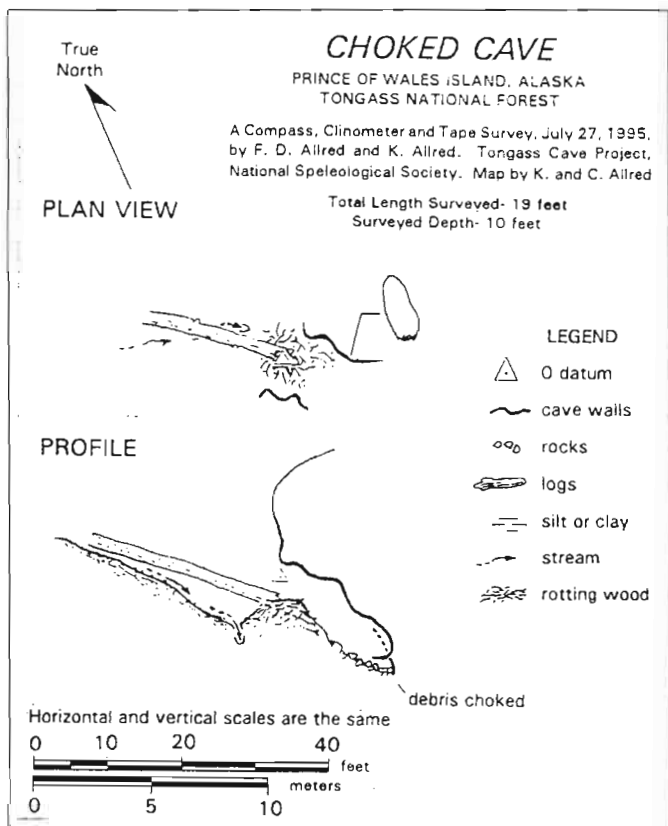 True
North
CHOKED CAVE
PRINCE OF WALES ISLAND, ALASKA
TONGASS NATIONAL FOREST
A Compass, Clinometer and Tape Survey, July 27, 1995,
by F. D. Allred and K. Allred. Tongass Cave Project,
National Speleological Society. Map by K. and C. Allred
Total Length Surveyed- 19 feet
Surveyed Depth- 10 feet
PLAN VIEW
LEGEND
0 datum
cave walls
rocks
logs
silt or clay
stream
rotting wood
PROFILE
debris choked
Horizontal and vertical scales are the same
0 10 20 40
feet
meters
0 5 10